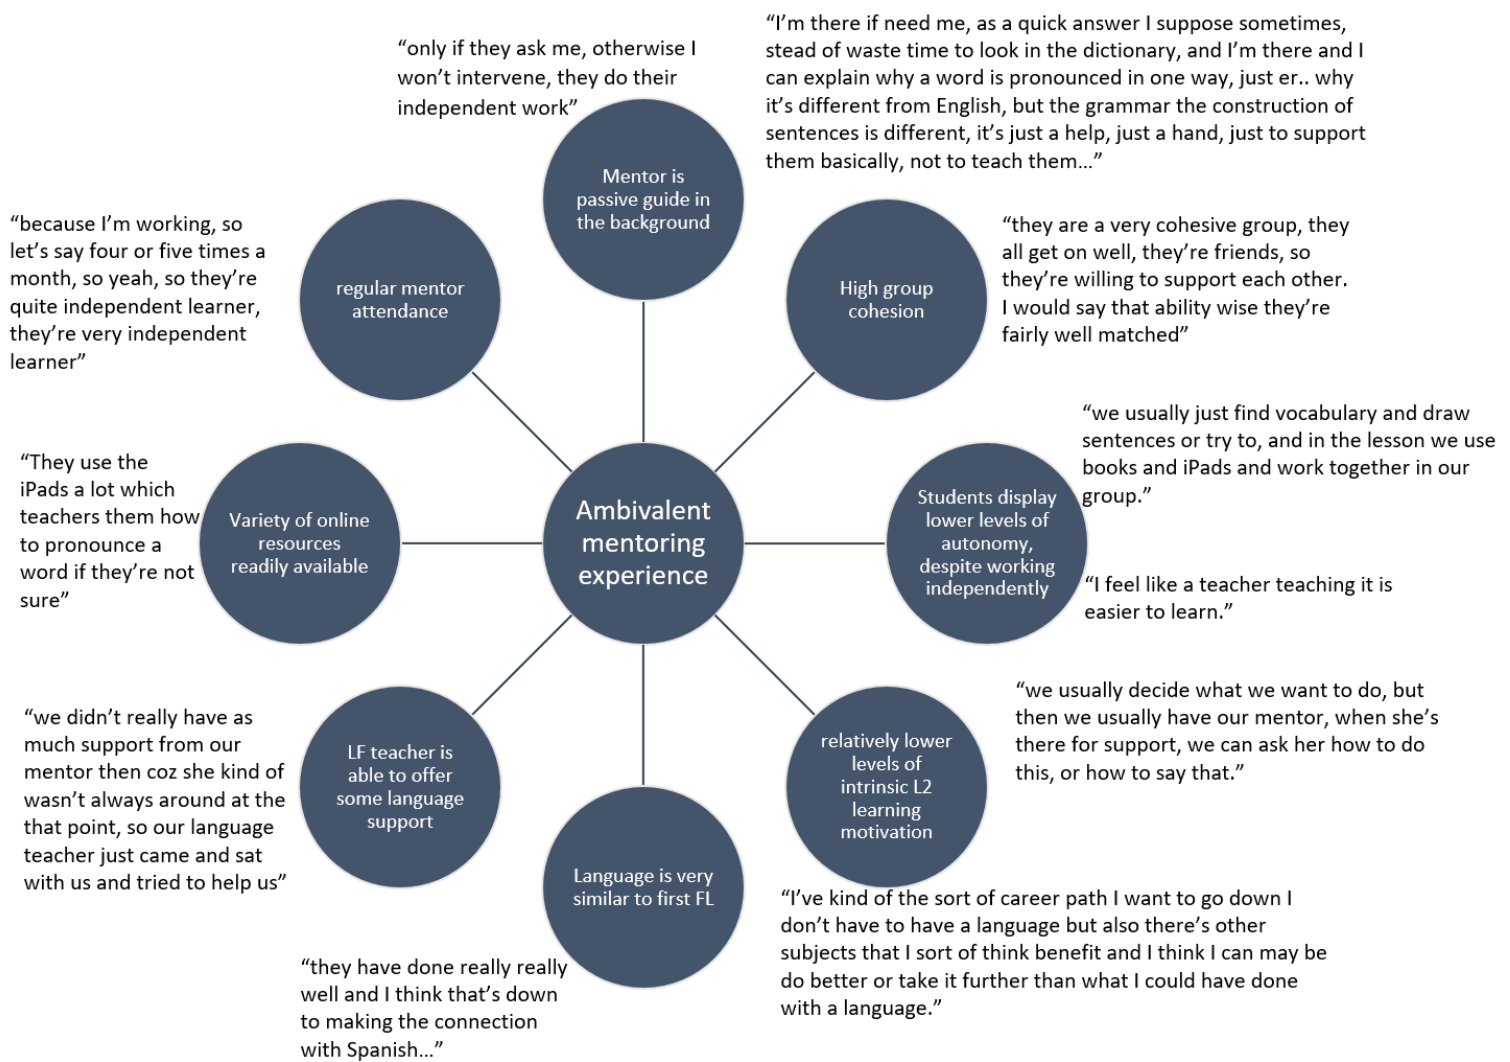 “only if they ask me, otherwise I
won’t intervene, they do their
independent work”
“I’m there if need me, as a quick answer I suppose sometimes,
stead of waste time to look in the dictionary, and I’m there and I
can explain why a word is pronounced in one way, just er.. why
it’s different from English, but the grammar the construction of
sentences is different, it’s just a help, just a hand, just to support
them basically, not to teach them…”
Mentor is
passive guide in
the background
“because I’m working, so
let’s say four or five times a
month, so yeah, so they’re
quite independent learner,
they’re very independent
learner”
regular mentor
attendance
High group
cohesion
“they are a very cohesive group, they
all get on well, they’re friends, so
they’re willing to support each other.
I would say that ability wise they’re
fairly well matched”
“They use the
iPads a lot which
teachers them how
to pronounce a
word if they’re not
sure”
Variety of online
resources
readily available
Ambivalent
mentoring
experience
Students display
lower levels of
autonomy,
despite working
independently
“we usually just find vocabulary and draw
sentences or try to, and in the lesson we use
books and iPads and work together in our
group.”
“I feel like a teacher teaching it is
easier to learn.”
“we didn’t really have as
much support from our
mentor then coz she kind of
wasn’t always around at the
that point, so our language
teacher just came and sat
with us and tried to help us”
LF teacher is
able to offer
some language
support
relatively lower
levels of
intrinsic L2
learning
motivation
“we usually decide what we want to do, but
then we usually have our mentor, when she’s
there for support, we can ask her how to do
this, or how to say that.”
Language is very
similar to first FL
“they have done really really
well and I think that’s down
to making the connection
with Spanish…”
“I’ve kind of the sort of career path I want to go down I
don’t have to have a language but also there’s other
subjects that I sort of think benefit and I think I can may be
do better or take it further than what I could have done
with a language.”